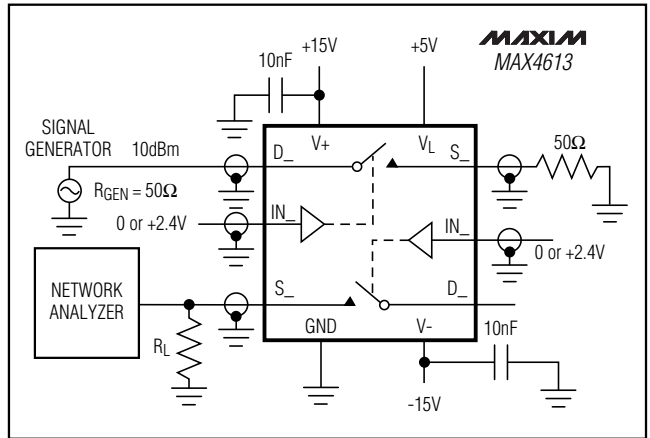 +15V
+5V
MAXIM
MAX4613
10nF
SIGNAL
GENERATOR
10dBm
D_
V+
VL
S_
50Ω
RGEN = 50Ω
0 or +2.4V
IN_
IN_
0 or +2.4V
NETWORK
ANALYZER
S_
D_
RL
GND
V-
10nF
-15V